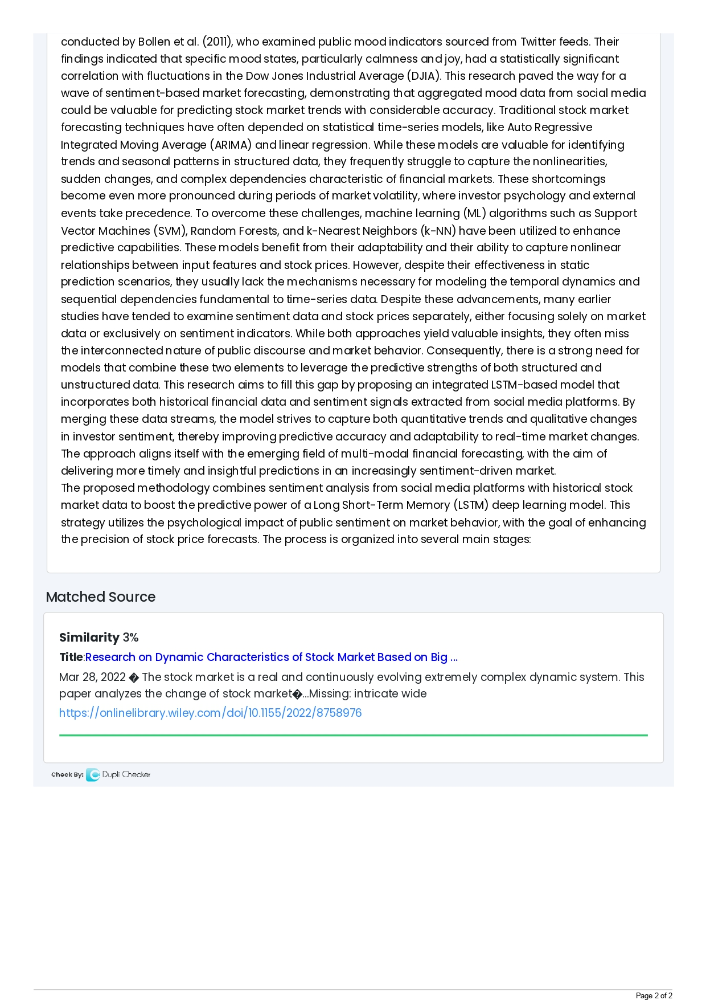 conducted by Bollen et al. (2011), who examined public mood indicators sourced from Twitter feeds. Their
findings indicated that specific mood states, particularly calmness and joy, had a statistically significant
correlation with fluctuations in the Dow Jones Industrial Average (DJIA). This research paved the way for a
wave of sentiment-based market forecasting, demonstrating that aggregated mood data from social media
could be valuable for predicting stock market trends with considerable accuracy. Traditional stock market
forecasting techniques have often depended on statistical time-series models, like Auto Regressive
Integrated Moving Average (ARIMA) and linear regression. While these models are valuable for identifying
trends and seasonal patterns in structured data, they frequently struggle to capture the nonlinearities,
sudden changes, and complex dependencies characteristic of financial markets. These shortcomings
become even more pronounced during periods of market volatility, where investor psychology and external
events take precedence. To overcome these challenges, machine learning (ML) algorithms such as Support
Vector Machines (SVM), Random Forests, and k-Nearest Neighbors (k-NN) have been utilized to enhance
predictive capabilities. These models benefit from their adaptability and their ability to capture nonlinear
relationships between input features and stock prices. However, despite their effectiveness in static
prediction scenarios, they usually lack the mechanisms necessary for modeling the temporal dynamics and
sequential dependencies fundamental to time-series data. Despite these advancements, many earlier
studies have tended to examine sentiment data and stock prices separately, either focusing solely on market
data or exclusively on sentiment indicators. While both approaches yield valuable insights, they often miss
the interconnected nature of public discourse and market behavior. Consequently, there is a strong need for
models that combine these two elements to leverage the predictive strengths of both structured and
unstructured data. This research aims to fill this gap by proposing an integrated LSTM-based model that
incorporates both historical financial data and sentiment signals extracted from social media platforms. By
merging these data streams, the model strives to capture both quantitative trends and qualitative changes
in investor sentiment, thereby improving predictive accuracy and adaptability to real-time market changes.
The approach aligns itself with the emerging field of multi-modal financial forecasting, with the aim of
delivering more timely and insightful predictions in an increasingly sentiment-driven market.
The proposed methodology combines sentiment analysis from social media platforms with historical stock
market data to boost the predictive power of a Long Short-Term Memory (LSTM) deep learning model. This
strategy utilizes the psychological impact of public sentiment on market behavior, with the goal of enhancing
the precision of stock price forecasts. The process is organized into several main stages:
Matched Source
Similarity 3%
Title:Research on Dynamic Characteristics of Stock Market Based on Big ...
Mar 28, 2022 � The stock market is a real and continuously evolving extremely complex dynamic system. This
paper analyzes the change of stock market�...Missing: intricate wide
https://onlinelibrary.wiley.com/doi/10.1155/2022/8758976
Check By: Dupli Checker
Page 2 of 2